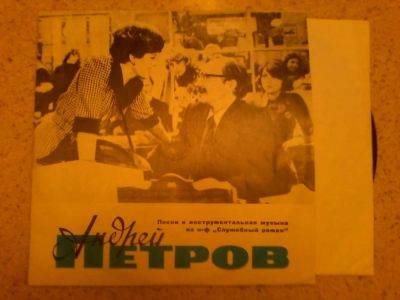 Песни и инструментальная музыка
из к-ф „Служебный роман“
Андрей
ПЕТРОВ